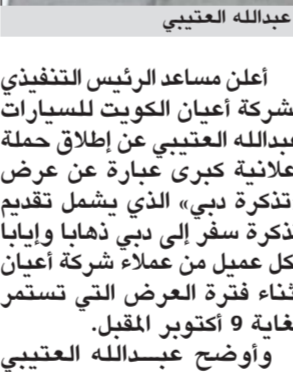 عبدالله العتيبي
أعلن مساعد الرئيس التنفيذي
شركة أعيان الكويت للسيارات
عبدالله العتيبي عن إطلاق حملة
علانية كبرى عبارة عن عرض
تذكرة دبي» الذي يشمل تقديم
ذكرة سفر إلى دبي ذهابا وإيابا
كل عميل من عملاء شركة أعيان
ثناء فترة العرض التي تستمر
غاية 9 أكتوبر المقبل.
وأوضح عبـــدالله العتيبي